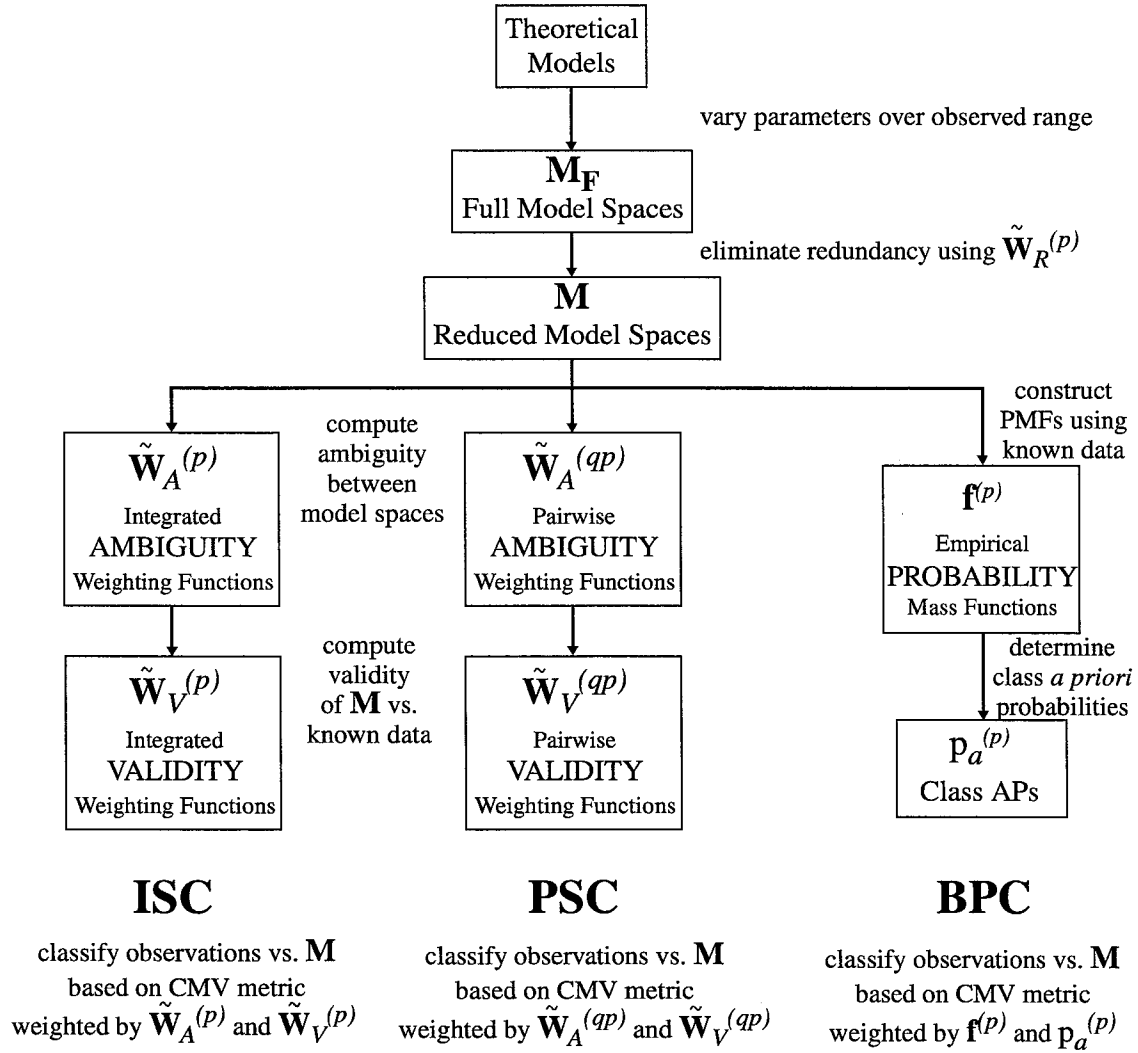 Theoretical
Models
vary parameters over observed range
M_F
Full Model Spaces
eliminate redundancy using W̃_R^(p)
M
Reduced Model Spaces
W̃_A^(p)
Integrated
AMBIGUITY
Weighting Functions
compute
ambiguity
between
model spaces
W̃_A^(qp)
Pairwise
AMBIGUITY
Weighting Functions
construct
PMFs using
known data
f^(p)
Empirical
PROBABILITY
Mass Functions
W̃_V^(p)
Integrated
VALIDITY
Weighting Functions
compute
validity
of M vs.
known data
W̃_V^(qp)
Pairwise
VALIDITY
Weighting Functions
determine
class a priori
probabilities
p_a^(p)
Class APs
ISC
classify observations vs. M
based on CMV metric
weighted by W̃_A^(p) and W̃_V^(p)
PSC
classify observations vs. M
based on CMV metric
weighted by W̃_A^(qp) and W̃_V^(qp)
BPC
classify observations vs. M
based on CMV metric
weighted by f^(p) and p_a^(p)